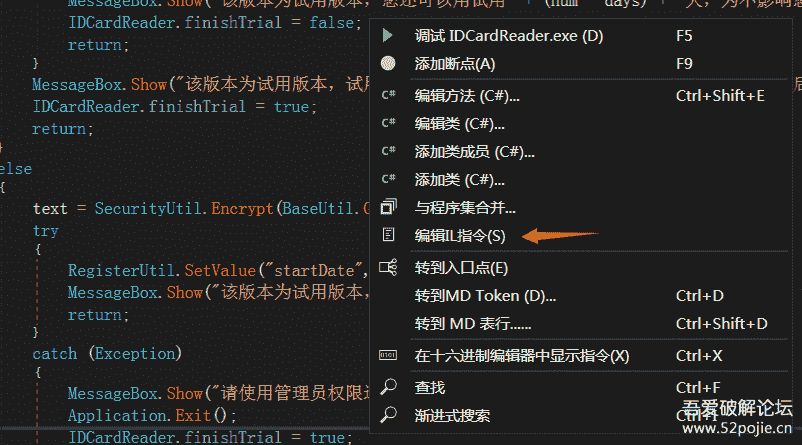 MessageBox.Show("该版本为试用版本，您还可以用试用 " + (num - days) + " 天，为不影响您
IDCardReader.finishTrial = false;
return;
}
MessageBox.Show("该版本为试用版本，试用
IDCardReader.finishTrial = true;
return;
}
else
{
text = SecurityUtil.Encrypt(BaseUtil.G
try
{
RegisterUtil.SetValue("startDate",
MessageBox.Show("该版本为试用版本，
return;
}
catch (Exception)
{
MessageBox.Show("请使用管理员权限
Application.Exit();
IDCardReader.finishTrial = true;
调试 IDCardReader.exe (D) F5
添加断点(A) F9
C# 编辑方法 (C#)... Ctrl+Shift+E
C# 编辑类 (C#)...
C# 添加类成员 (C#)...
C# 添加类 (C#)...
与程序集合并...
编辑IL指令(S)
转到入口点(E)
转到MD Token (D)... Ctrl+D
转到 MD 表行...... Ctrl+Shift+D
在十六进制编辑器中显示指令(X) Ctrl+X
查找 Ctrl+F
渐进式搜索
后
吾爱破解论坛
www.52pojie.cn